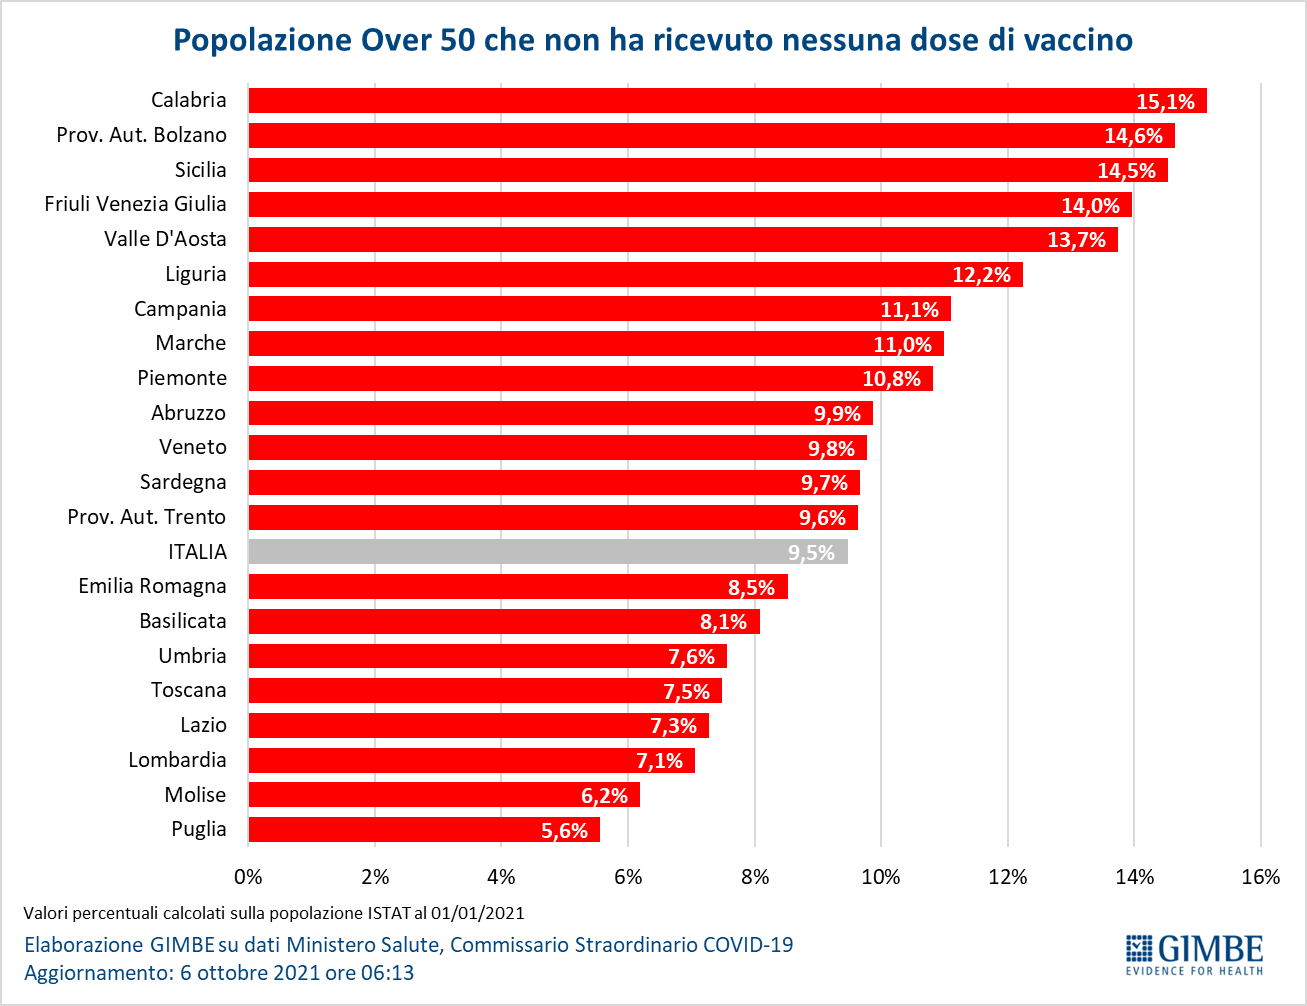 Popolazione Over 50 che non ha ricevuto nessuna dose di vaccino
Calabria 15,1%
Prov. Aut. Bolzano 14,6%
Sicilia 14,5%
Friuli Venezia Giulia 14,0%
Valle D'Aosta 13,7%
Liguria 12,2%
Campania 11,1%
Marche 11,0%
Piemonte 10,8%
Abruzzo 9,9%
Veneto 9,8%
Sardegna 9,7%
Prov. Aut. Trento 9,6%
ITALIA 9,5%
Emilia Romagna 8,5%
Basilicata 8,1%
Umbria 7,6%
Toscana 7,5%
Lazio 7,3%
Lombardia 7,1%
Molise 6,2%
Puglia 5,6%
0% 2% 4% 6% 8% 10% 12% 14% 16%
Valori percentuali calcolati sulla popolazione ISTAT al 01/01/2021
Elaborazione GIMBE su dati Ministero Salute, Commissario Straordinario COVID-19
Aggiornamento: 6 ottobre 2021 ore 06:13
GIMBE
EVIDENCE FOR HEALTH